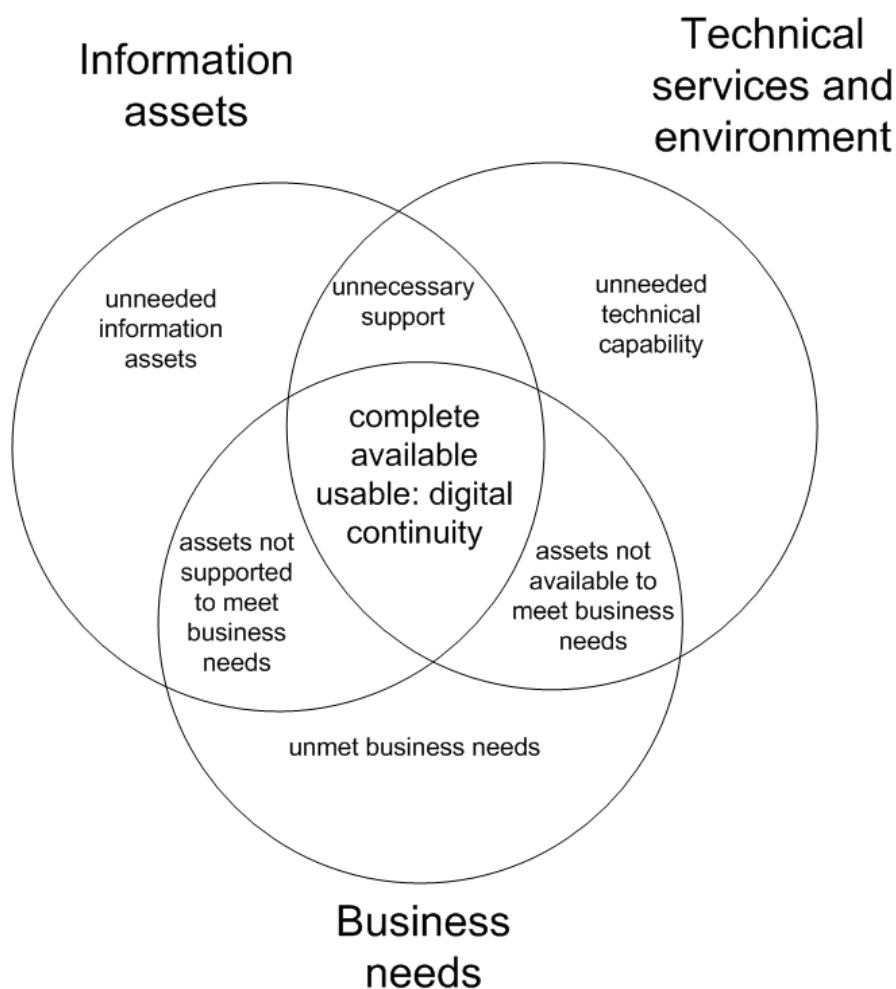 Information
assets
Technical
services and
environment
unneeded
information
assets
unnecessary
support
unneeded
technical
capability
complete
available
usable: digital
continuity
assets not
supported
to meet
business
needs
assets not
available to
meet business
needs
unmet business needs
Business
needs